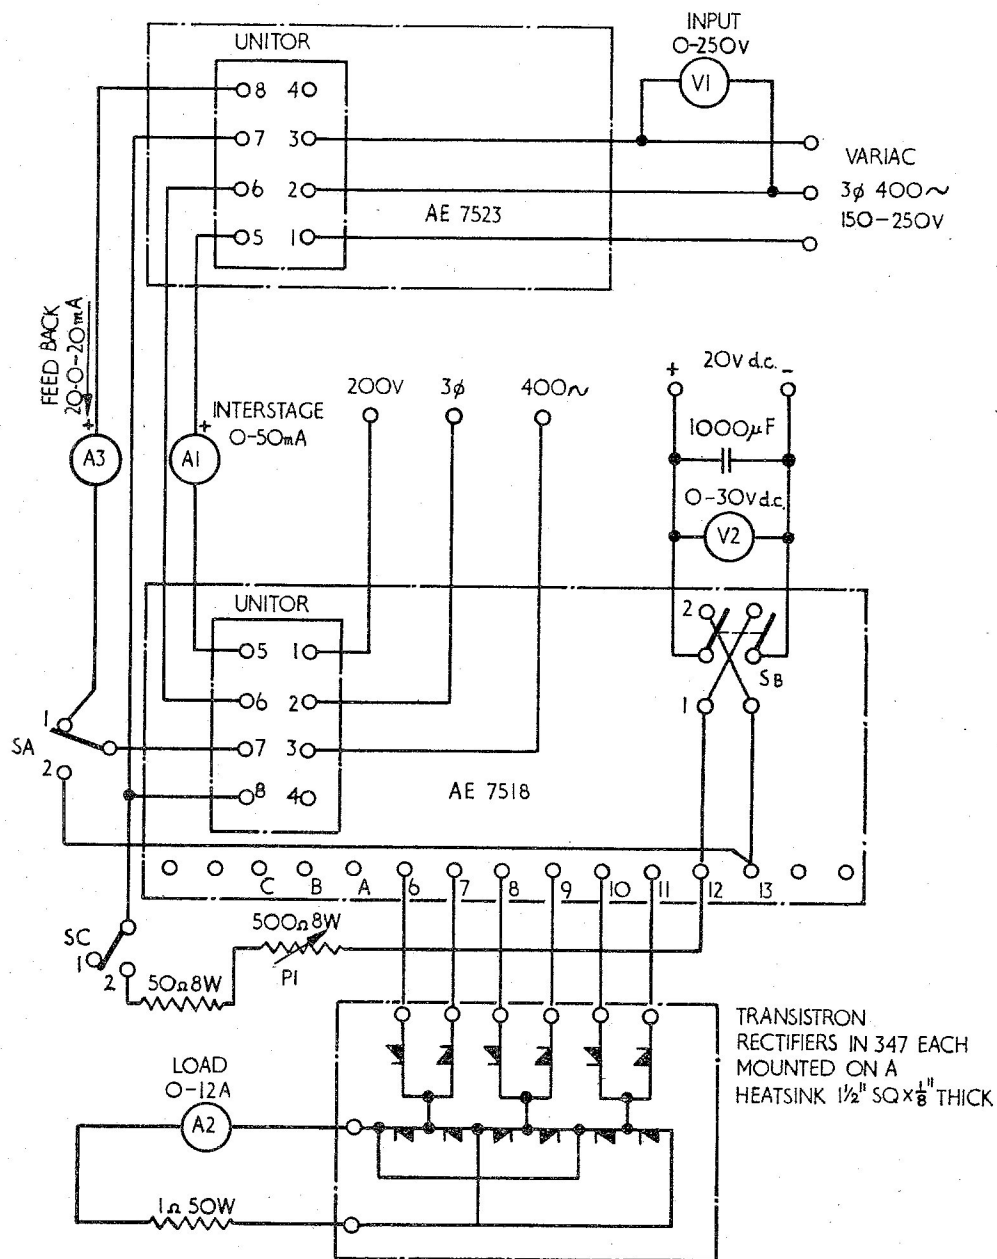 INPUT
0-250V
V1
UNITOR
8 4
7 3
6 2
5 1
AE 7523
VARIAC
3ø 400~
150-250V
FEED BACK
20-0-20mA
+
A3
+
INTERSTAGE
0-50mA
A1
200V 3ø 400~
+ 20V d.c. -
1000µF
0-30V d.c.
V2
UNITOR
5 1
6 2
7 3
8 4
AE 7518
2
SB
1
1
SA
2
C B A 6 7 8 9 10 11 12 13
SC
1
2
50Ω 8W
500Ω 8W
P1
TRANSISTRON
RECTIFIERS IN 347 EACH
MOUNTED ON A
HEATSINK 1½" SQ × ⅛" THICK
LOAD
0-12A
A2
1Ω 50W